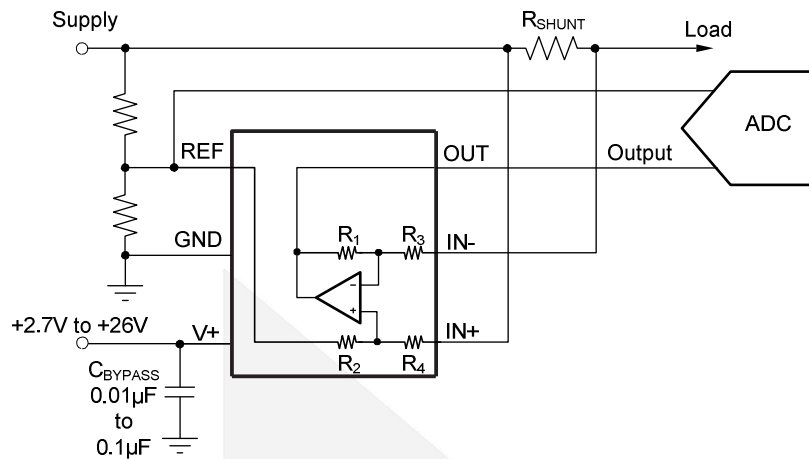 Supply
RSHUNT
Load
ADC
REF
OUT
Output
GND
R1
R3
IN-
-
+
+2.7V to +26V
V+
IN+
R2
R4
CBYPASS
0.01µF
to
0.1µF